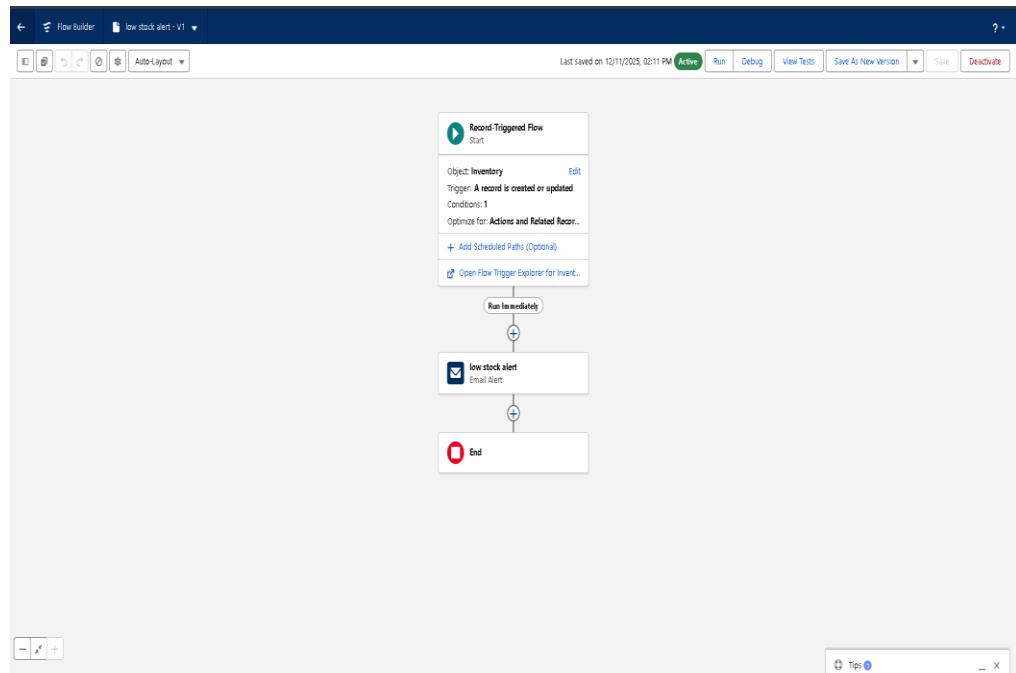 Flow Builder
low stock alert - V1
? -
Auto-Layout
Last saved on 12/11/2025, 02:11 PM
Active
Run
Debug
View Tests
Save As New Version
Save
Deactivate
Record-Triggered Flow
Start
Object: Inventory
Edit
Trigger: A record is created or updated
Conditions: 1
Optimize for: Actions and Related Recor...
+ Add Scheduled Paths (Optional)
Open Flow Trigger Explorer for Invent...
Run Immediately
low stock alert
Email Alert
End
Tips